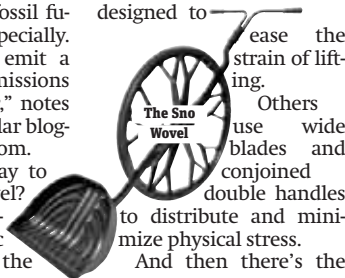 ossil fu-
pecially.
emit a
missions
," notes
lar blog-
om.
ay to
el?
-
c
the
The Sno
Wovel
designed to
ease the
strain of lift-
ing.
Others
use wide
blades and
conjoined
double handles
to distribute and mini-
mize physical stress.
And then there's the